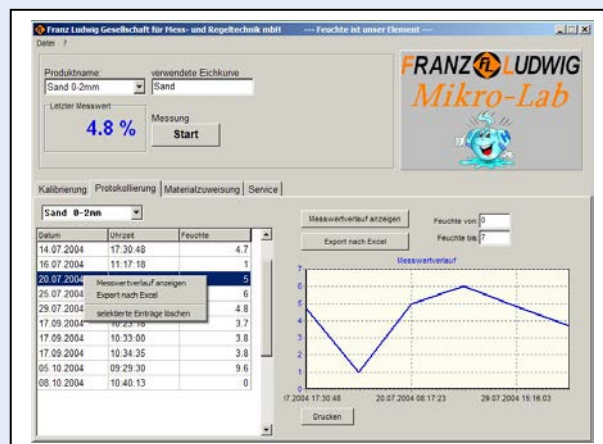 Franz Ludwig Gesellschaft für Mess- und Regeltechnik mbH --- Feuchte ist unser Element ---
Datei ?
Produktname: verwendete Eichkurve
Sand 0-2mm Sand
Letzter Messwert
4.8 %
Messung
Start
FRANZ FL LUDWIG
Mikro-Lab
Kalibrierung Protokollierung Materialzuweisung Service
Sand 0-2mm
Messwertverlauf anzeigen Feuchte von: 0
Export nach Excel Feuchte bis: 7
Datum Uhrzeit Feuchte
14.07.2004 17:30:48 4.7
16.07.2004 11:17:18 1
20.07.2004 5
25.07.2004 6
29.07.2004 4.8
17.09.2004 10:23:18 3.7
17.09.2004 10:33:00 3.8
17.09.2004 10:34:35 3.8
05.10.2004 09:29:30 9.6
08.10.2004 10:40:13 0
Messwertverlauf anzeigen
Export nach Excel
selektierte Einträge löschen
Messwertverlauf
7
6
5
4
3
2
1
0
07.2004 17:30:48 20.07.2004 08:17:23 29.07.2004 15:16:03
Drucken